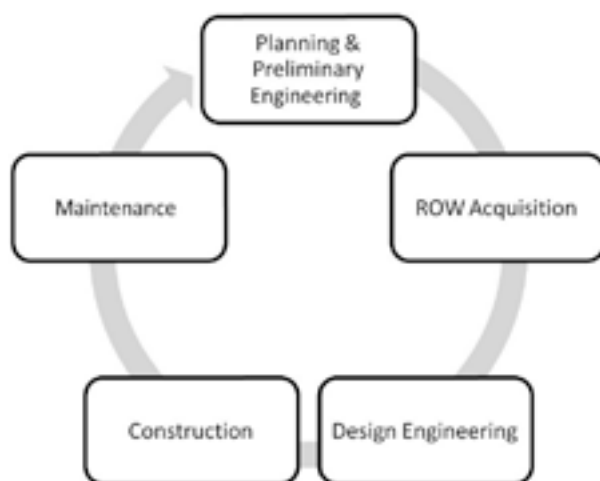 Planning &
Preliminary
Engineering
ROW Acquisition
Design Engineering
Construction
Maintenance